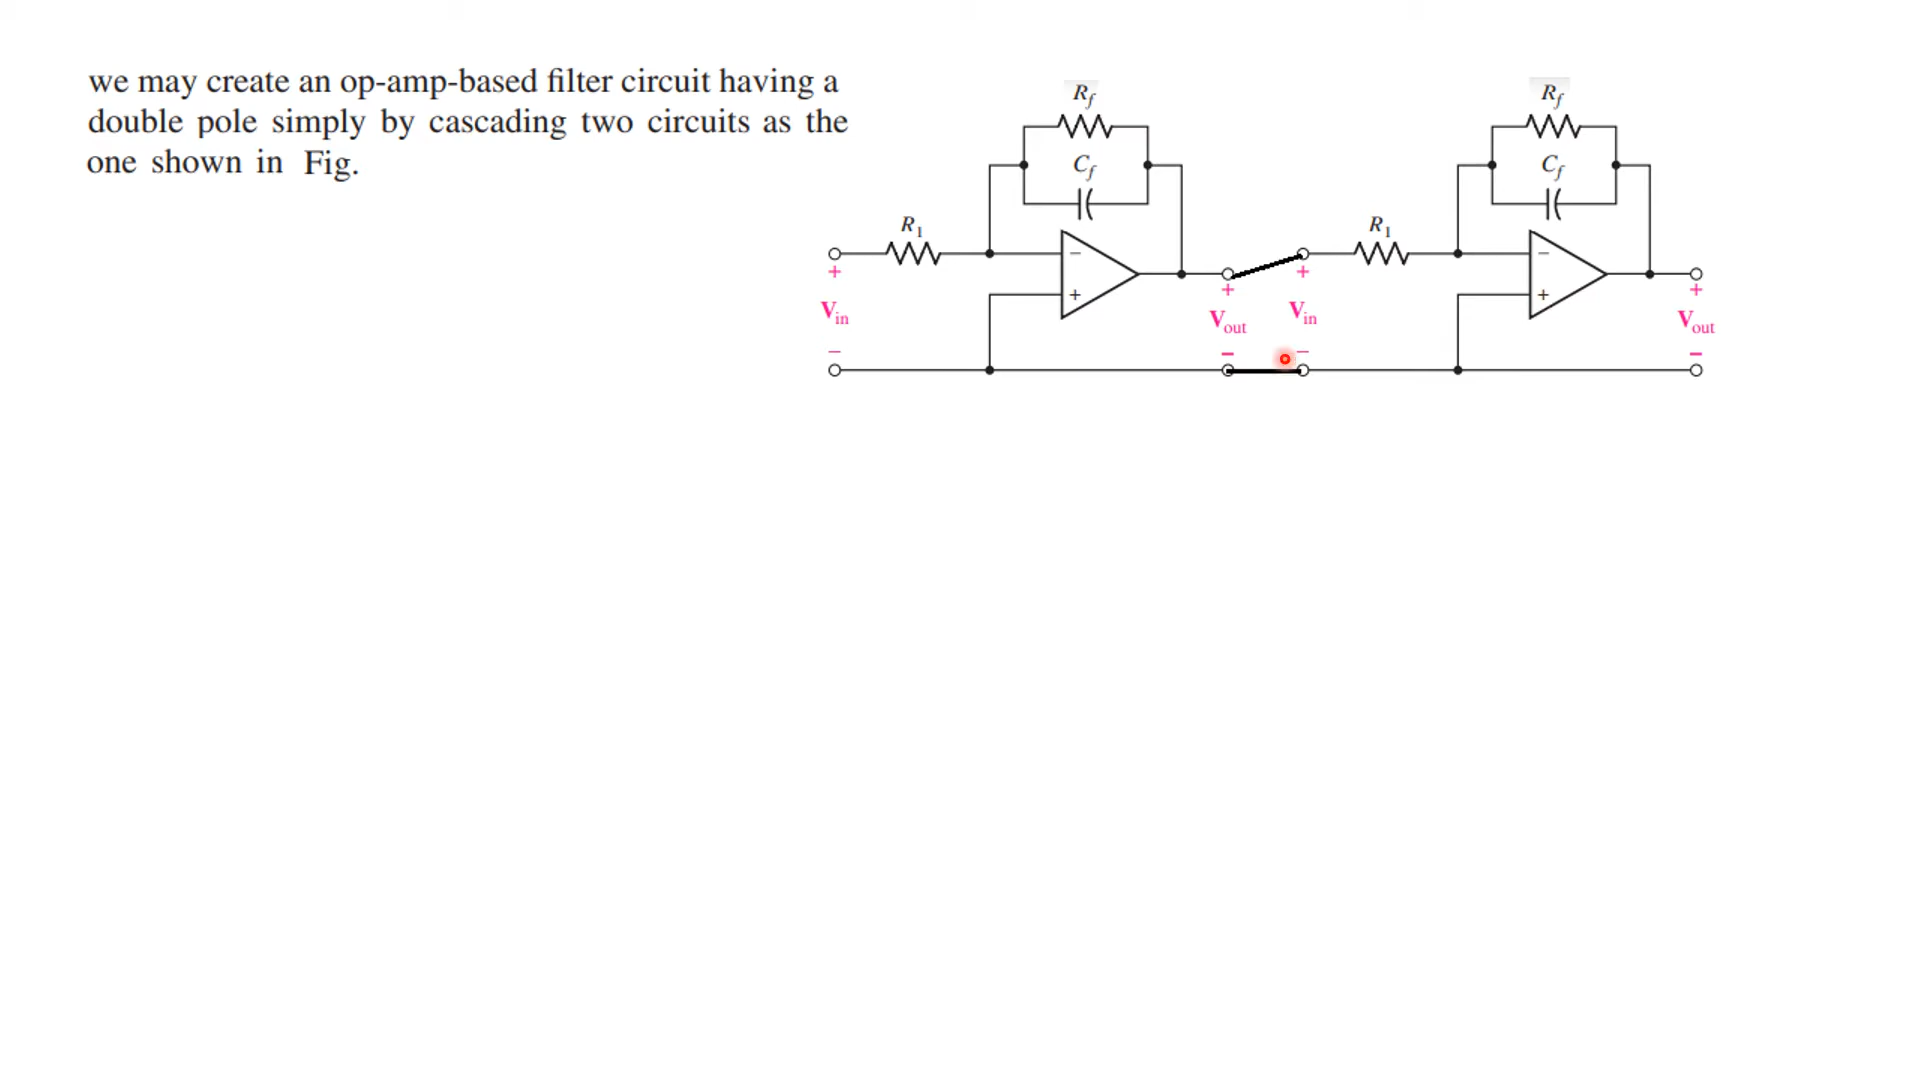 we may create an op-amp-based filter circuit having a
double pole simply by cascading two circuits as the
one shown in Fig.
Rf
Cf
R1
−
+
+
Vin
−
+
Vout
−
Rf
Cf
R1
−
+
+
Vin
−
+
Vout
−